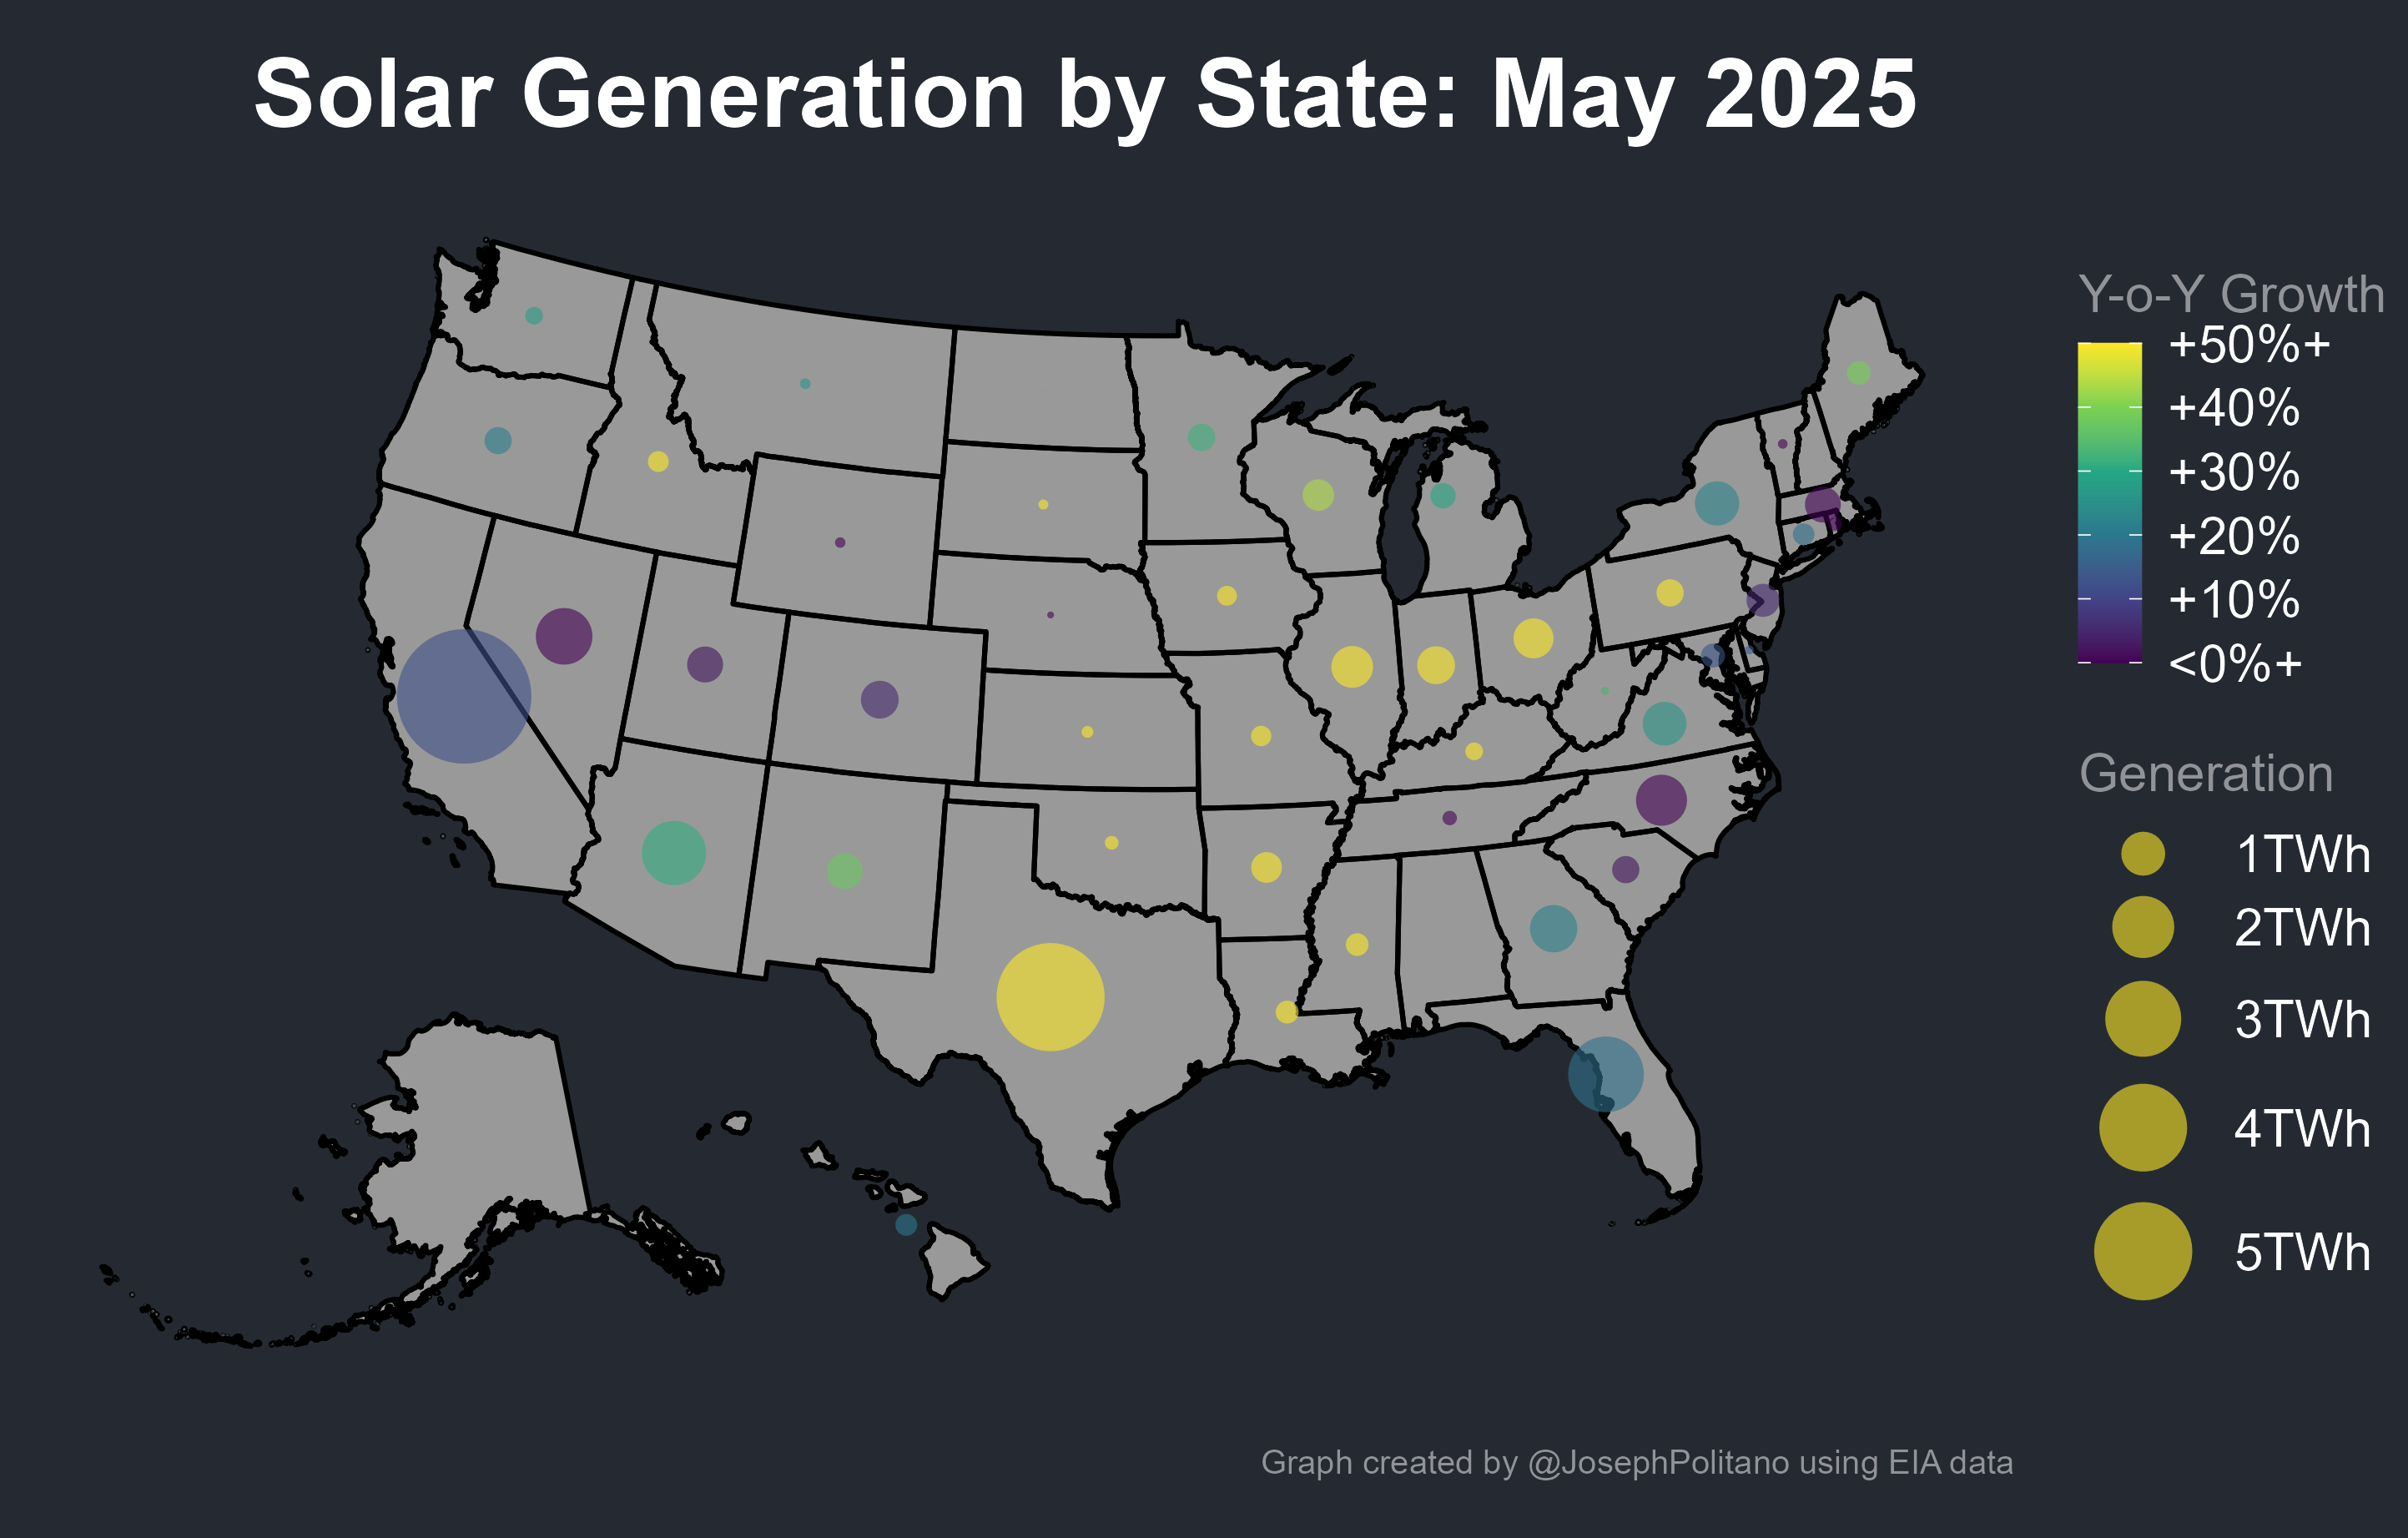 Solar Generation by State: May 2025
Y-o-Y Growth
+50%+
+40%
+30%
+20%
+10%
<0%+
Generation
1TWh
2TWh
3TWh
4TWh
5TWh
Graph created by @JosephPolitano using EIA data